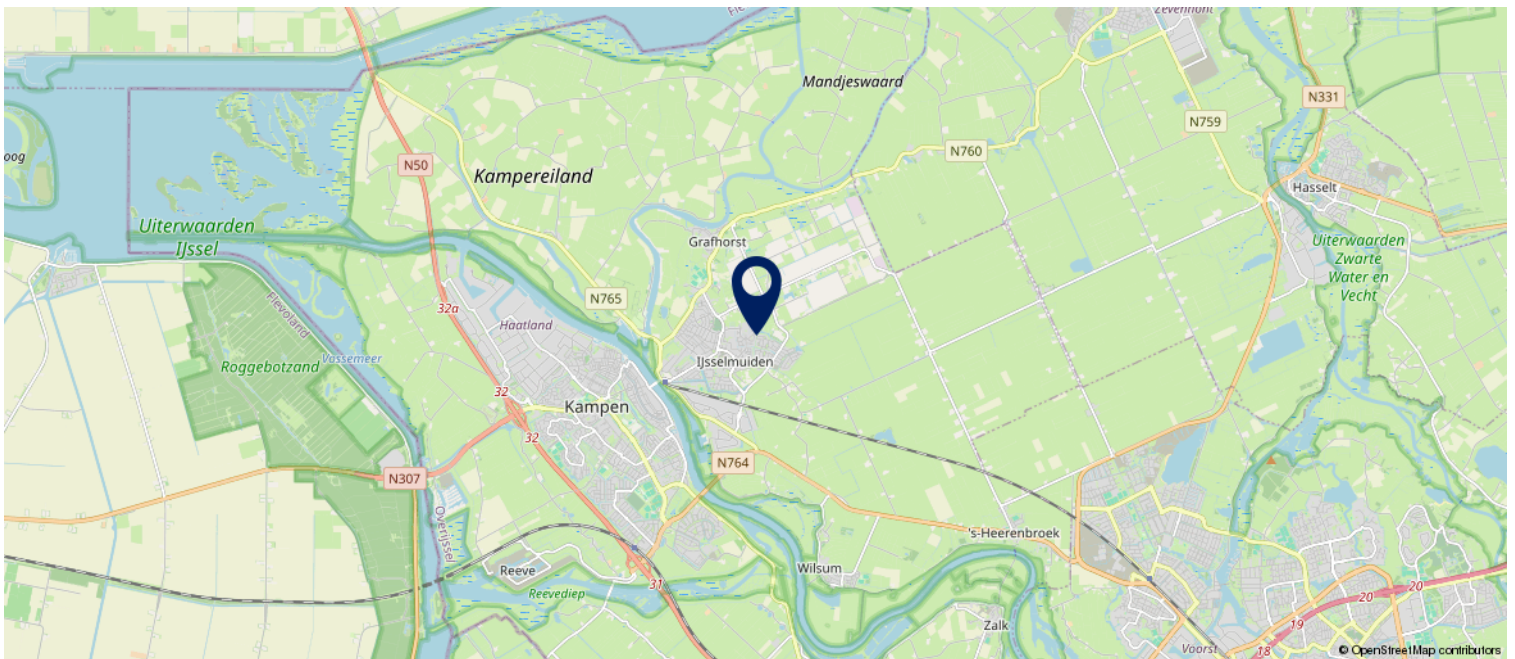 Zevenhont
Mandjeswaard
N331
N759
N760
oog
N50
Kampereiland
Hasselt
Uiterwaarden
IJssel
Grafhorst
Uiterwaarden
Zwarte
Water en
Vecht
N765
32a
Flevoland
Haatland
Vossemeer
Roggebotzand
IJsselmuiden
32
Kampen
32
N764
N307
Overijssel
's-Heerenbroek
Reeve
Wilsum
31
Reevediep
20
20
19
Zalk
Voorst
18
© OpenStreetMap contributors